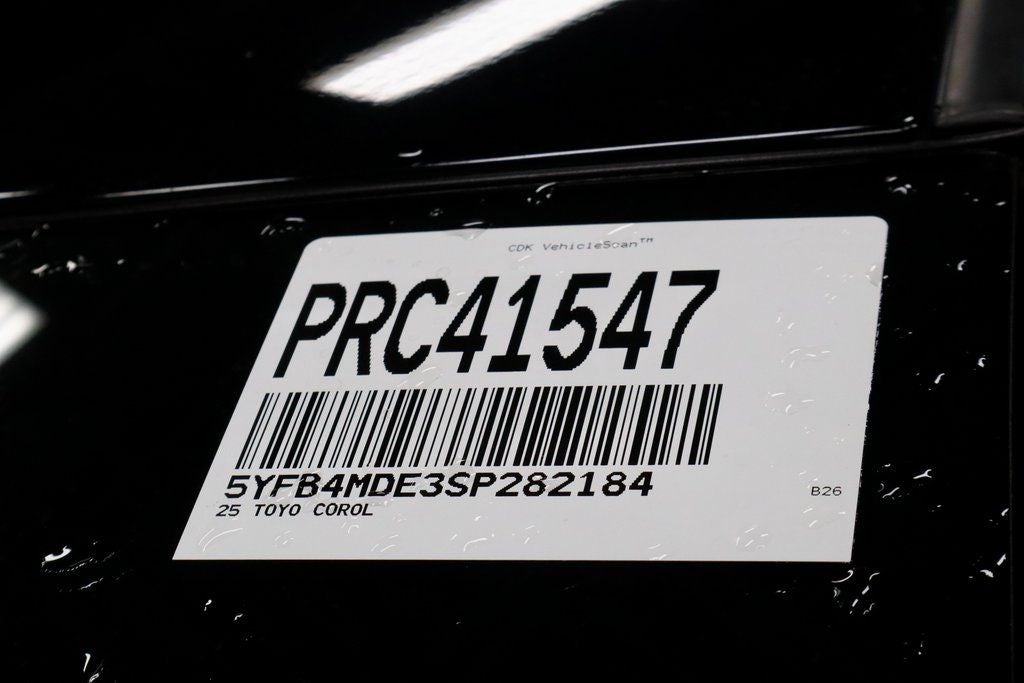 CDK VehicleScan™
PRC41547
5YFB4MDE3SP282184
25 TOYO COROL
B26